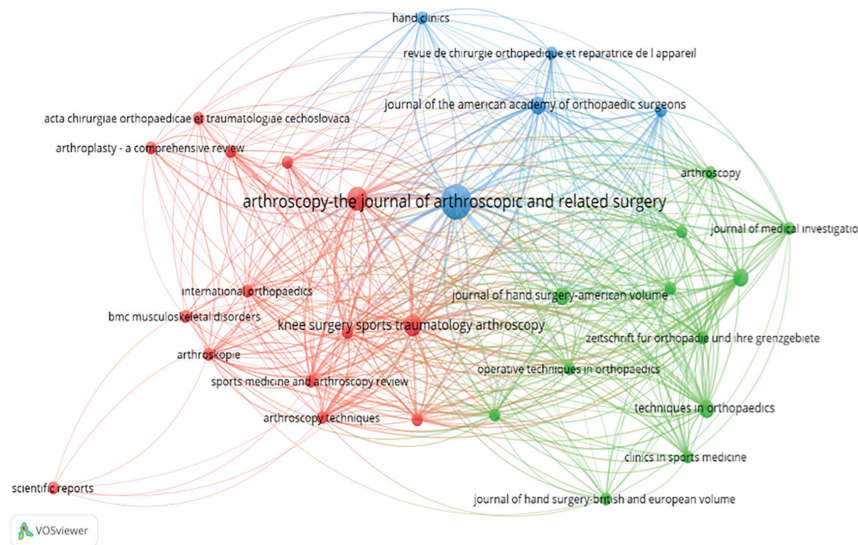 hand clinics
revue de chirurgie orthopedique et reparatrice de l appareil
journal of the american academy of orthopaedic surgeons
acta chirurgiae orthopaedicae et traumatologiae cechoslovaca
arthroplasty - a comprehensive review
arthroscopy
arthroscopy-the journal of arthroscopic and related surgery
journal of medical investigatio
international orthopaedics
journal of hand surgery-american volume
bmc musculoskeletal disorders
knee surgery sports traumatology arthroscopy
zeitschrift fur orthopadie und ihre grenzgebiete
arthroskopie
operative techniques in orthopaedics
sports medicine and arthroscopy review
techniques in orthopaedics
arthroscopy techniques
clinics in sports medicine
scientific reports
journal of hand surgery-british and european volume
VOSviewer